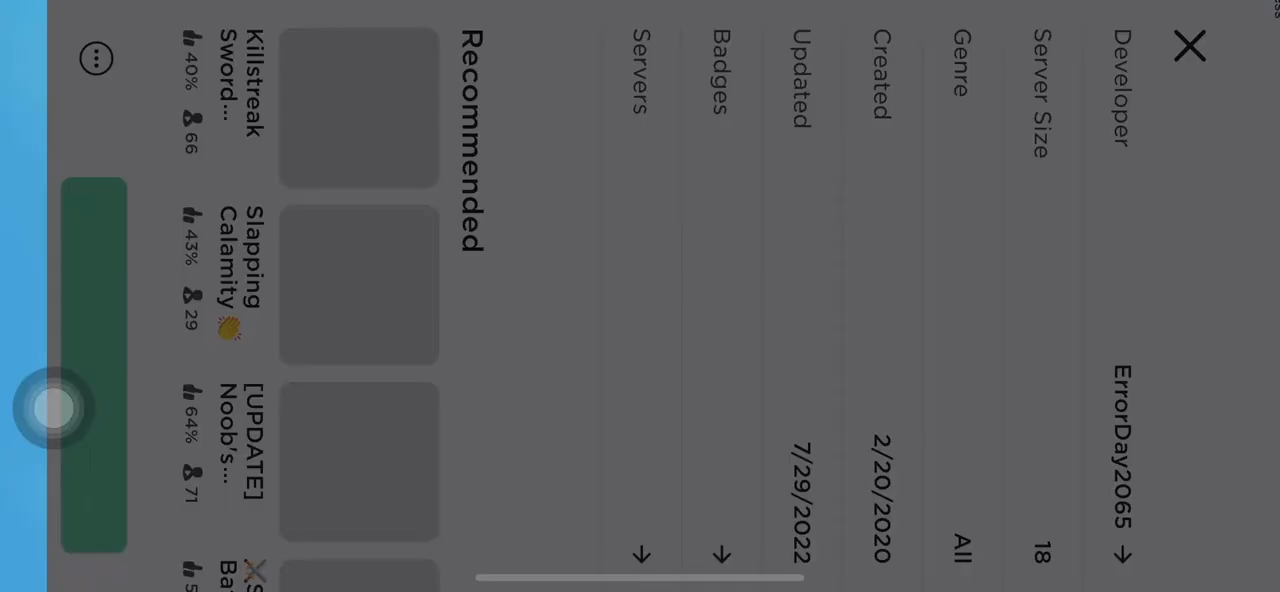 Developer ErrorDay2065 →
Server Size 18
Genre All
Created 2/20/2020
Updated 7/29/2022
Badges →
Servers →
Recommended
Killstreak
Sword...
40% 66
Slapping
Calamity 👏
43% 29
[UPDATE]
Noob's...
64% 71